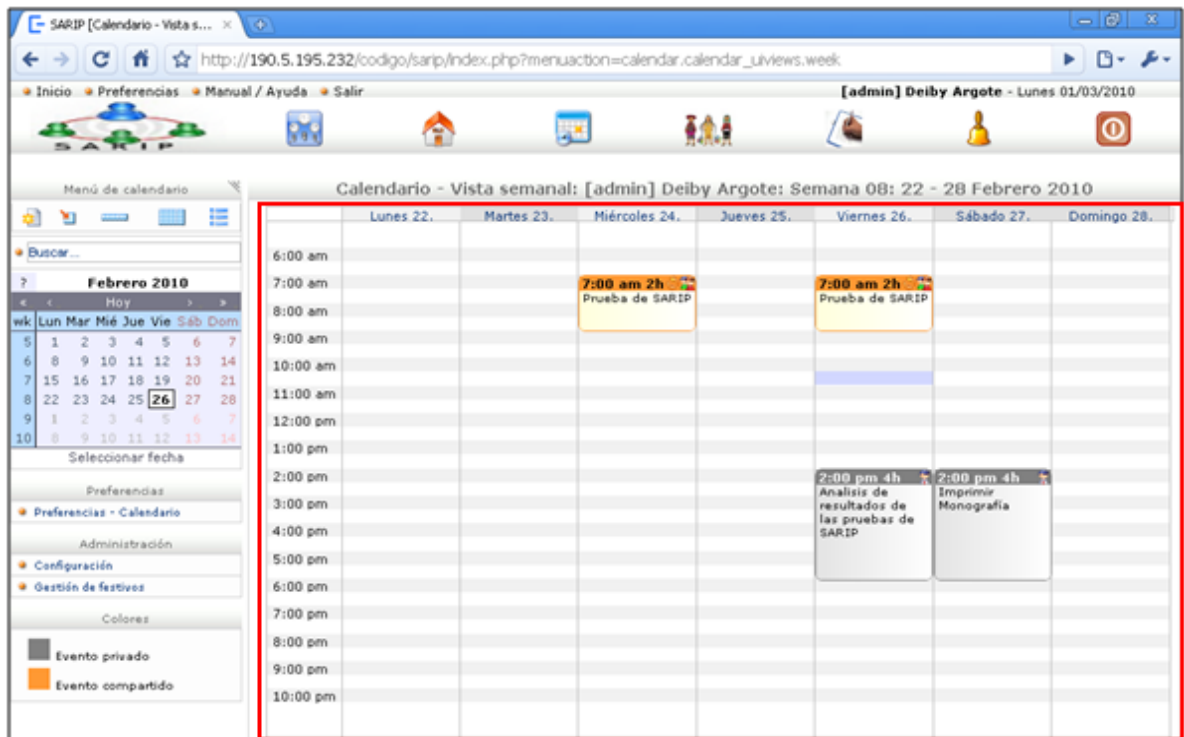 SARIP [Calendario - Vista s...
http://190.5.195.232/codigo/sarip/index.php?menuaction=calendar.calendar_uiviews.week
Inicio Preferencias Manual / Ayuda Salir
[admin] Deiby Argote - Lunes 01/03/2010
SARIP
Menú de calendario
Buscar...
? Febrero 2010
« ‹ Hoy › »
wk Lun Mar Mié Jue Vie Sáb Dom
5 1 2 3 4 5 6 7
6 8 9 10 11 12 13 14
7 15 16 17 18 19 20 21
8 22 23 24 25 26 27 28
9 1 2 3 4 5 6 7
10 8 9 10 11 12 13 14
Seleccionar fecha
Preferencias
Preferencias - Calendario
Administración
Configuración
Gestión de festivos
Colores
Evento privado
Evento compartido
Calendario - Vista semanal: [admin] Deiby Argote: Semana 08: 22 - 28 Febrero 2010
Lunes 22. Martes 23. Miércoles 24. Jueves 25. Viernes 26. Sábado 27. Domingo 28.
6:00 am
7:00 am
8:00 am
9:00 am
10:00 am
11:00 am
12:00 pm
1:00 pm
2:00 pm
3:00 pm
4:00 pm
5:00 pm
6:00 pm
7:00 pm
8:00 pm
9:00 pm
10:00 pm
7:00 am 2h
Prueba de SARIP
7:00 am 2h
Prueba de SARIP
2:00 pm 4h
Analisis de
resultados de
las pruebas de
SARIP
2:00 pm 4h
Imprimir
Monografía